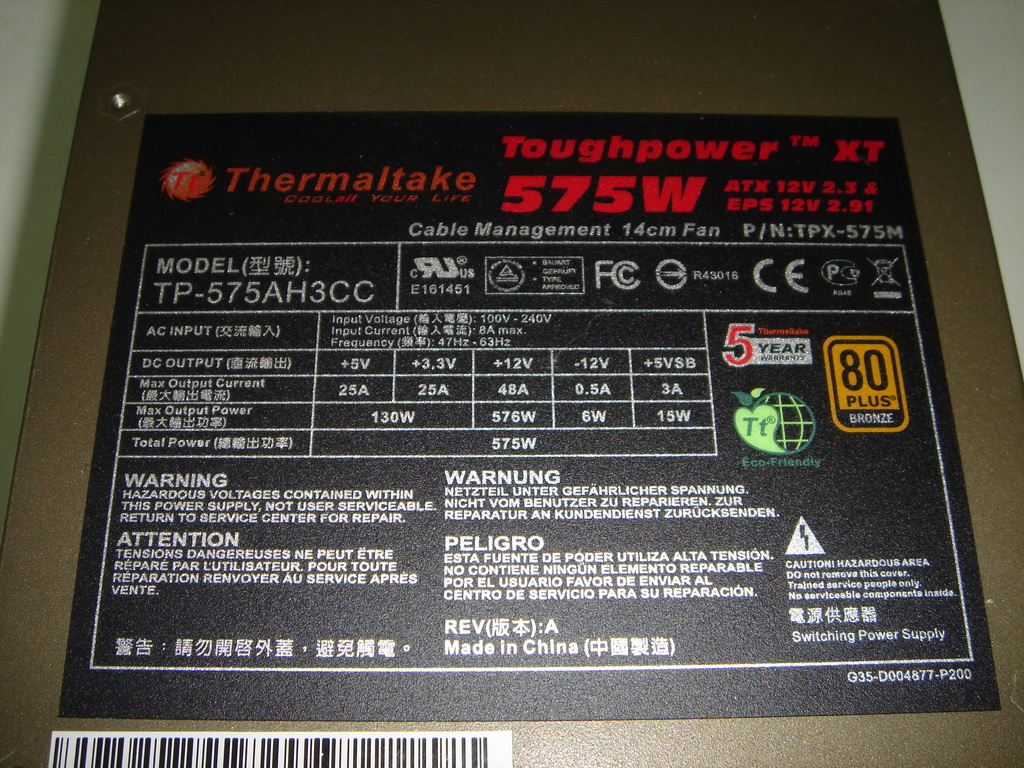 Toughpower ™ XT
Thermaltake
COOLall YOUR LIFE
575W
ATX 12V 2.3 &
EPS 12V 2.91
Cable Management 14cm Fan P/N:TPX-575M
MODEL(型號):
TP-575AH3CC
c RU® US
E161451
BAUART
GEPRÜFT
TYPE
APPROVED
FC
R43016
CE
AC INPUT (交流輸入)
Input Voltage (輸入電壓): 100V - 240V
Input Current (輸入電流): 8A max.
Frequency (頻率): 47Hz - 63Hz
DC OUTPUT (直流輸出) +5V +3.3V +12V -12V +5VSB
Max Output Current
(最大輸出電流)
25A 25A 48A 0.5A 3A
Max Output Power
(最大輸出功率)
130W 576W 6W 15W
Total Power (總輸出功率) 575W
Thermaltake
5 YEAR
WARRANTY
80
PLUS®
BRONZE
Tt®
Eco-Friendly
WARNING
HAZARDOUS VOLTAGES CONTAINED WITHIN
THIS POWER SUPPLY, NOT USER SERVICEABLE.
RETURN TO SERVICE CENTER FOR REPAIR.
WARNUNG
NETZTEIL UNTER GEFÄHRLICHER SPANNUNG.
NICHT VOM BENUTZER ZU REPARIEREN. ZUR
REPARATUR AN KUNDENDIENST ZURÜCKSENDEN.
ATTENTION
TENSIONS DANGEREUSES NE PEUT ÊTRE
RÉPARÉ PAR L'UTILISATEUR. POUR TOUTE
RÉPARATION RENVOYER AU SERVICE APRÈS
VENTE.
PELIGRO
ESTA FUENTE DE PODER UTILIZA ALTA TENSIÓN.
NO CONTIENE NINGÚN ELEMENTO REPARABLE
POR EL USUARIO FAVOR DE ENVIAR AL
CENTRO DE SERVICIO PARA SU REPARACIÓN.
CAUTION! HAZARDOUS AREA
DO not remove this cover.
Trained service people only.
No serviceable components inside.
電源供應器
Switching Power Supply
警告：請勿開啓外蓋，避免觸電。
REV(版本):A
Made in China (中國製造)
G35-D004877-P200